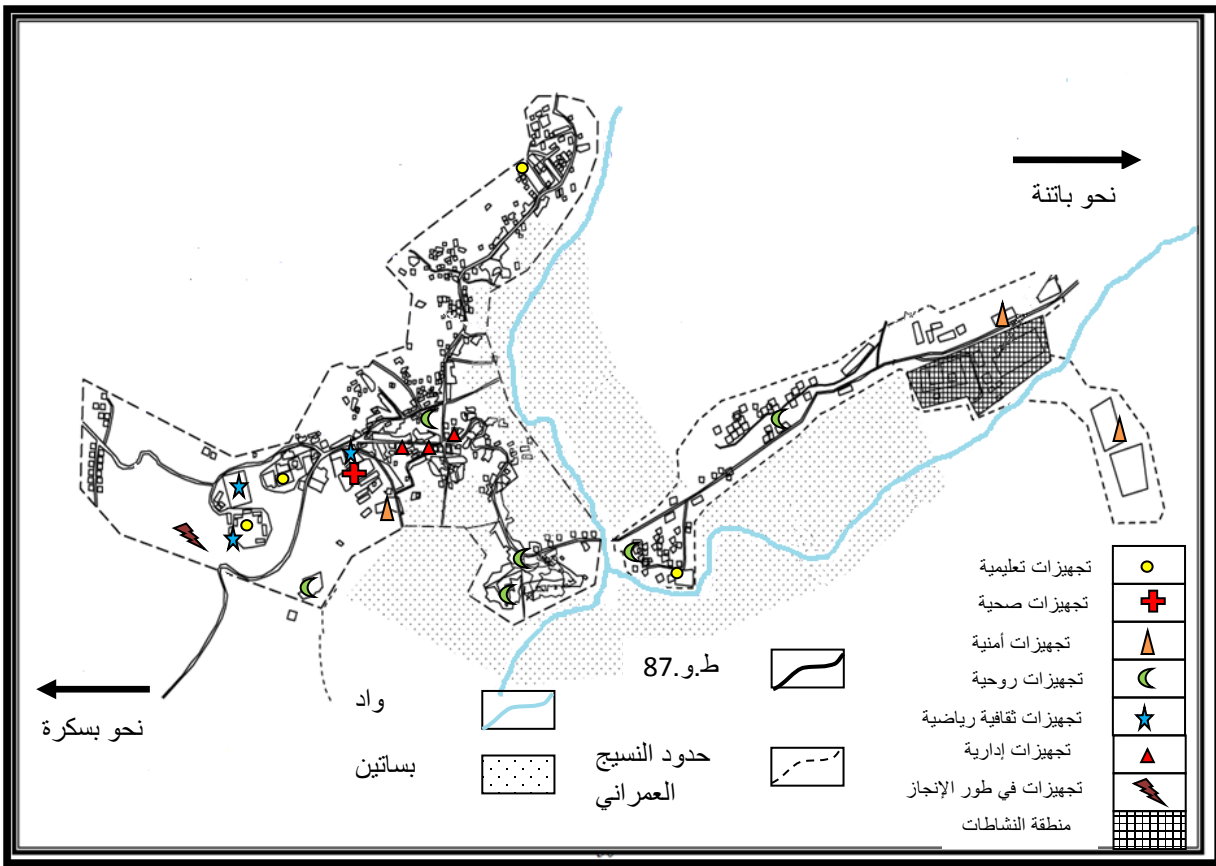 نحو باتنة
تجهيزات تعليمية
تجهيزات صحية
تجهيزات أمنية
تجهيزات روحية
تجهيزات ثقافية رياضية
تجهيزات إدارية
تجهيزات في طور الإنجاز
منطقة النشاطات
ط.و.87
واد
حدود النسيج
العمراني
بساتين
نحو بسكرة